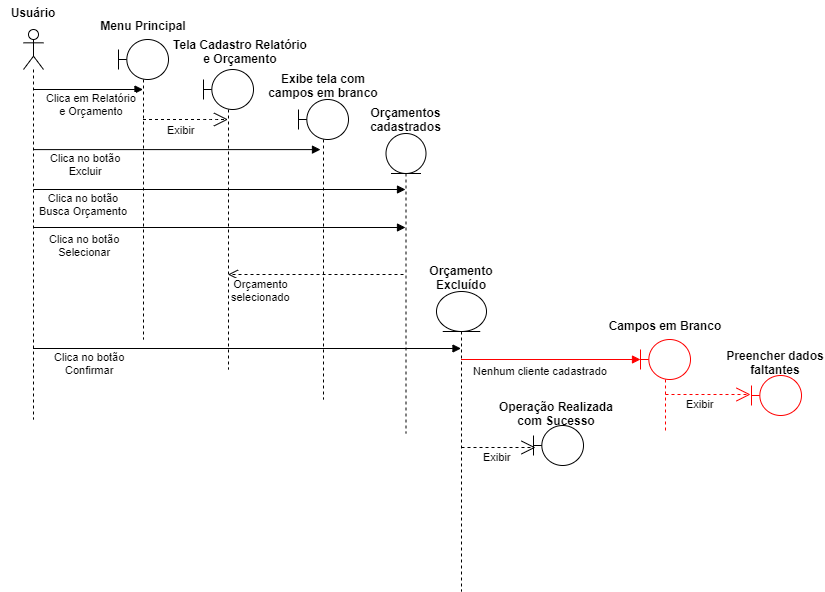 Usuário
Menu Principal
Tela Cadastro Relatório
e Orçamento
Exibe tela com
campos em branco
Orçamentos
cadastrados
Clica em Relatório
e Orçamento
Exibir
Clica no botão
Excluir
Clica no botão
Busca Orçamento
Clica no botão
Selecionar
Orçamento
selecionado
Orçamento
Excluído
Clica no botão
Confirmar
Campos em Branco
Nenhum cliente cadastrado
Preencher dados
faltantes
Exibir
Operação Realizada
com Sucesso
Exibir